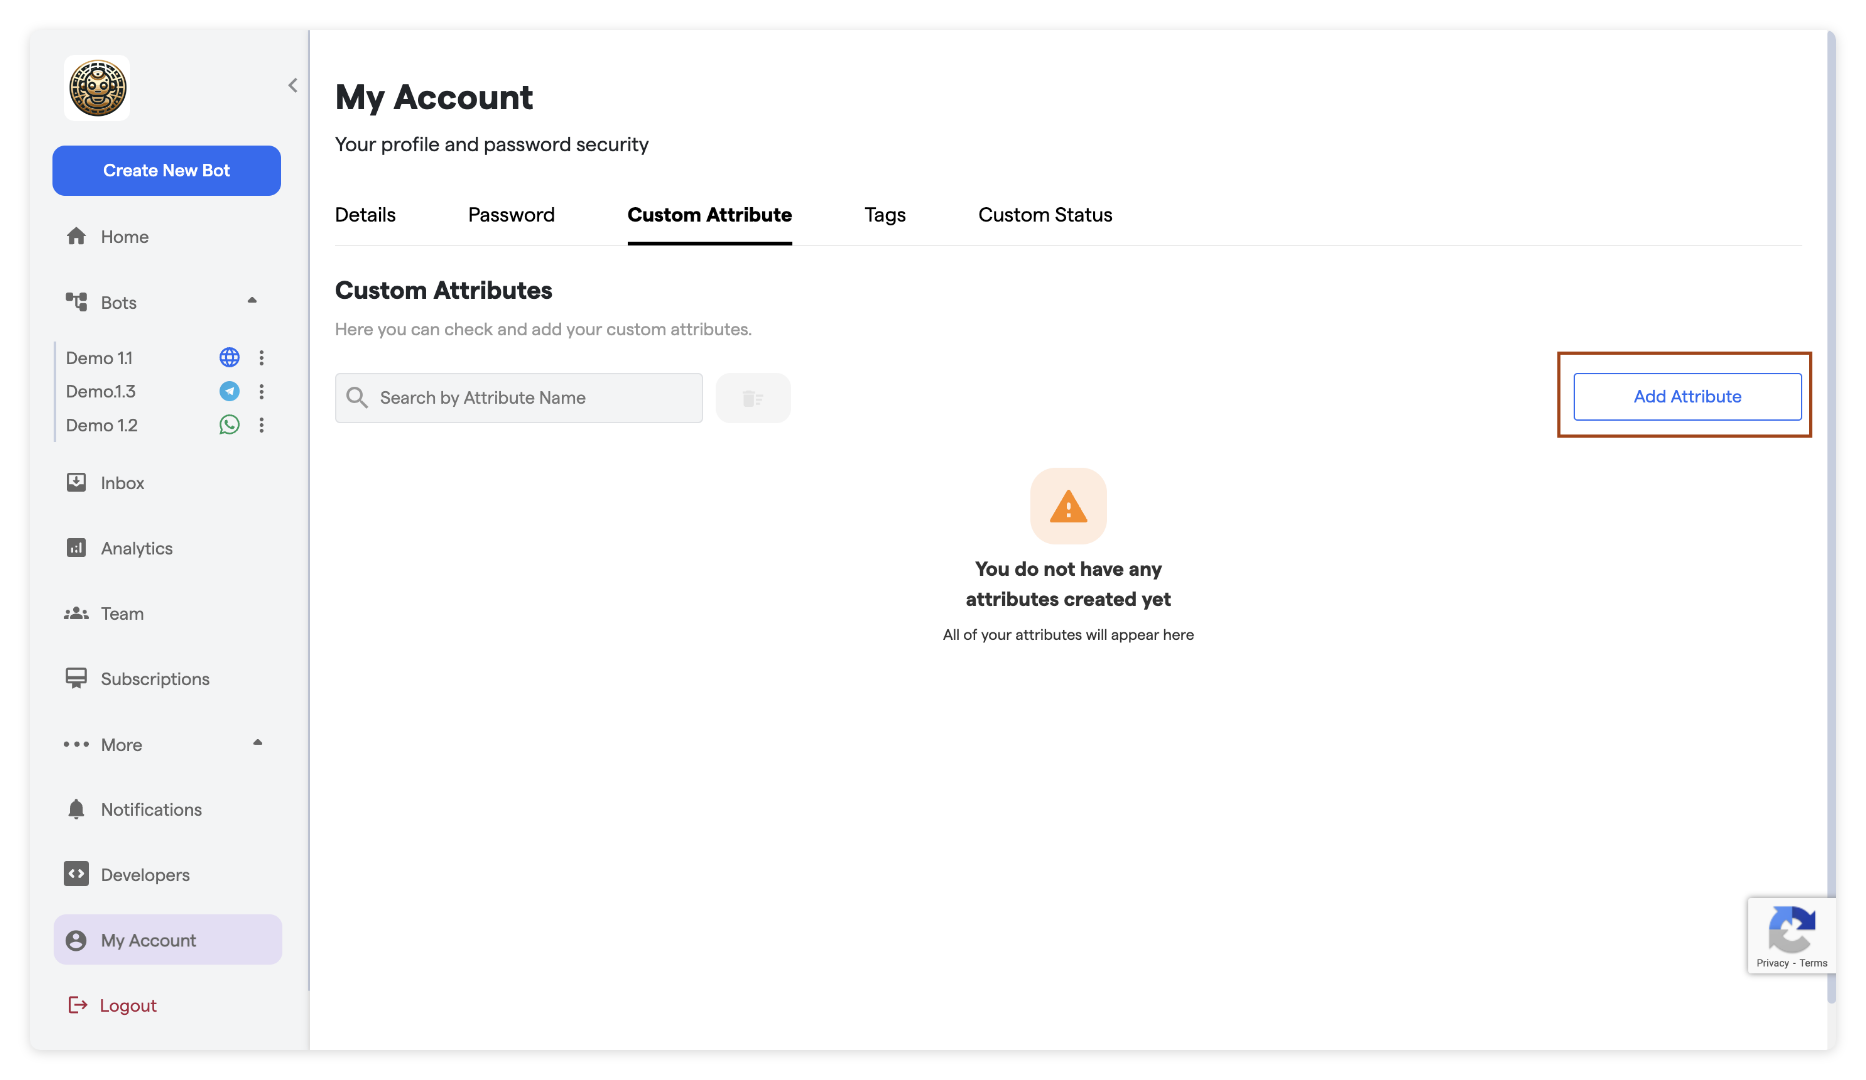 Create New Bot
Home
Bots
Demo 1.1
Demo.1.3
Demo 1.2
Inbox
Analytics
Team
Subscriptions
More
Notifications
Developers
My Account
Logout
My Account
Your profile and password security
Details Password Custom Attribute Tags Custom Status
Custom Attributes
Here you can check and add your custom attributes.
Search by Attribute Name
Add Attribute
You do not have any
attributes created yet
All of your attributes will appear here
Privacy - Terms